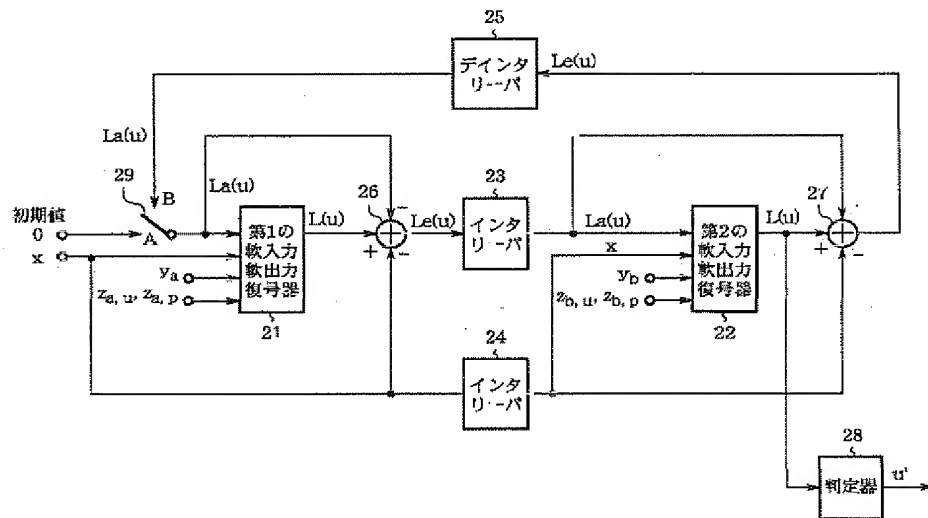 25
デインタ
リーバ
Le(u)
La(u)
29
B
La(u)
初期値
0
A
x
第1の
軟入力
軟出力
復号器
21
ya
za, u, za, p
L(u)
26
−
+
−
Le(u)
23
インタ
リーバ
La(u)
x
yb
zb, u, zb, p
第2の
軟入力
軟出力
復号器
22
L(u)
27
−
+
−
24
インタ
リーバ
28
判定器
u'